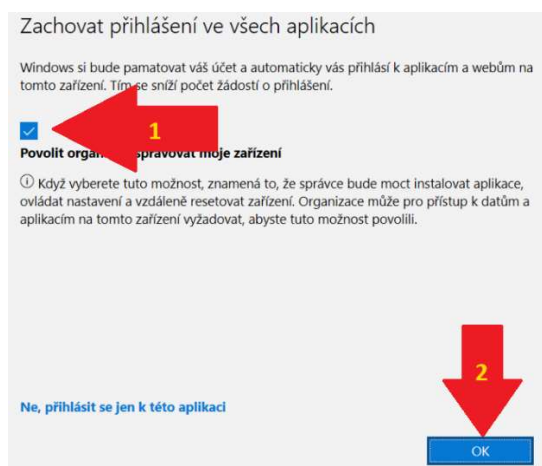 Zachovat přihlášení ve všech aplikacích
Windows si bude pamatovat váš účet a automaticky vás přihlásí k aplikacím a webům na
tomto zařízení. Tím se sníží počet žádostí o přihlášení.
1
Povolit organ spravovat moje zařízení
Když vyberete tuto možnost, znamená to, že správce bude moct instalovat aplikace,
ovládat nastavení a vzdáleně resetovat zařízení. Organizace může pro přístup k datům a
aplikacím na tomto zařízení vyžadovat, abyste tuto možnost povolili.
2
Ne, přihlásit se jen k této aplikaci
OK